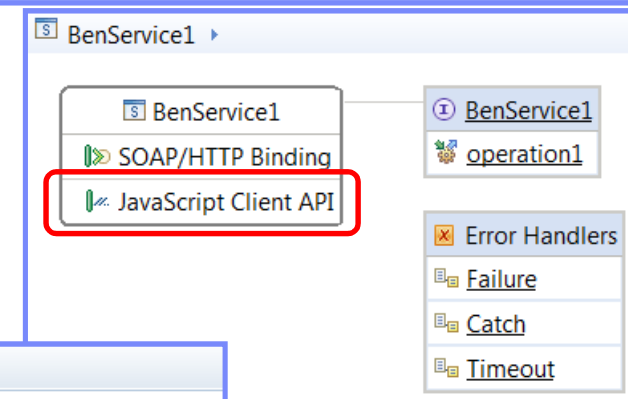 BenService1
BenService1
SOAP/HTTP Binding
JavaScript Client API
BenService1
operation1
Error Handlers
Failure
Catch
Timeout